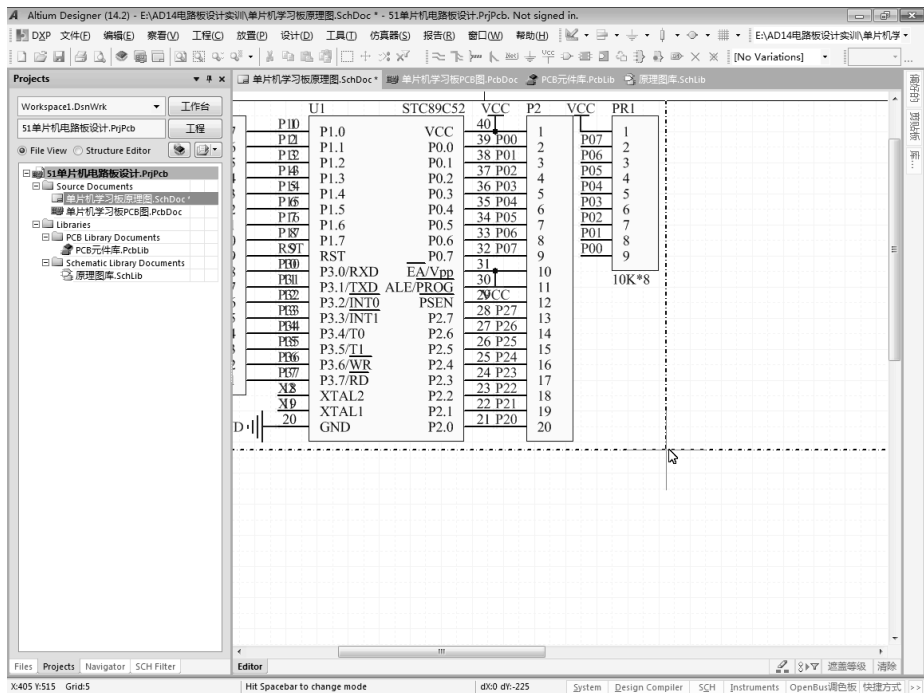 Altium Designer (14.2) - E:\AD14电路板设计实训\单片机学习板原理图.SchDoc * - 51单片机电路板设计.PrjPcb. Not signed in.
DXP 文件(F) 编辑(E) 察看(V) 工程(C) 放置(P) 设计(D) 工具(T) 仿真器(S) 报告(R) 窗口(W) 帮助(H) E:\AD14电路板设计实训\单片机学
[No Variations]
Projects
单片机学习板原理图.SchDoc * 单片机学习板PCB图.PcbDoc PCB元件库.PcbLib 原理图库.SchLib
Workspace1.DsnWrk 工作台
51单片机电路板设计.PrjPcb 工程
File View Structure Editor
51单片机电路板设计.PrjPcb
Source Documents
单片机学习板原理图.SchDoc *
单片机学习板PCB图.PcbDoc
Libraries
PCB Library Documents
PCB元件库.PcbLib
Schematic Library Documents
原理图库.SchLib
U1 STC89C52 VCC P2 VCC PR1
P1.0 VCC 40 1 1
P1.1 P0.0 39 P00 2 P07 2
P1.2 P0.1 38 P01 3 P06 3
P1.3 P0.2 37 P02 4 P05 4
P1.4 P0.3 36 P03 5 P04 5
P1.5 P0.4 35 P04 6 P03 6
P1.6 P0.5 34 P05 7 P02 7
P1.7 P0.6 33 P06 8 P01 8
RST P0.7 32 P07 9 P00 9
P3.0/RXD EA/Vpp 31 10 10K*8
P3.1/TXD ALE/PROG 30 11
P3.2/INT0 PSEN VCC 12
P3.3/INT1 P2.7 28 P27 13
P3.4/T0 P2.6 27 P26 14
P3.5/T1 P2.5 26 P25 15
P3.6/WR P2.4 25 P24 16
P3.7/RD P2.3 24 P23 17
XTAL2 P2.2 23 P22 18
XTAL1 P2.1 22 P21 19
D 20 GND P2.0 21 P20 20
Files Projects Navigator SCH Filter Editor 遮盖等级 清除
X:405 Y:515 Grid:5 Hit Spacebar to change mode dX:0 dY:-225 System Design Compiler SCH Instruments OpenBus调色板 快捷方式 >>
剪贴板
库...